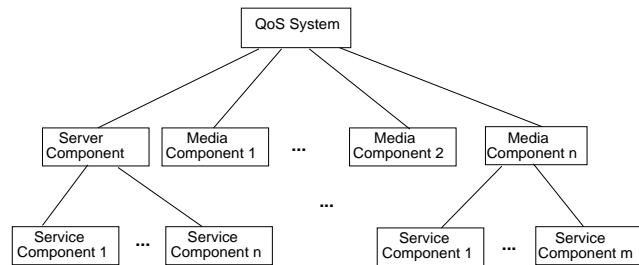 QoS System
Server
Component
Media
Component 1
...
Media
Component 2
Media
Component n
...
Service
Component 1
...
Service
Component n
Service
Component 1
...
Service
Component m